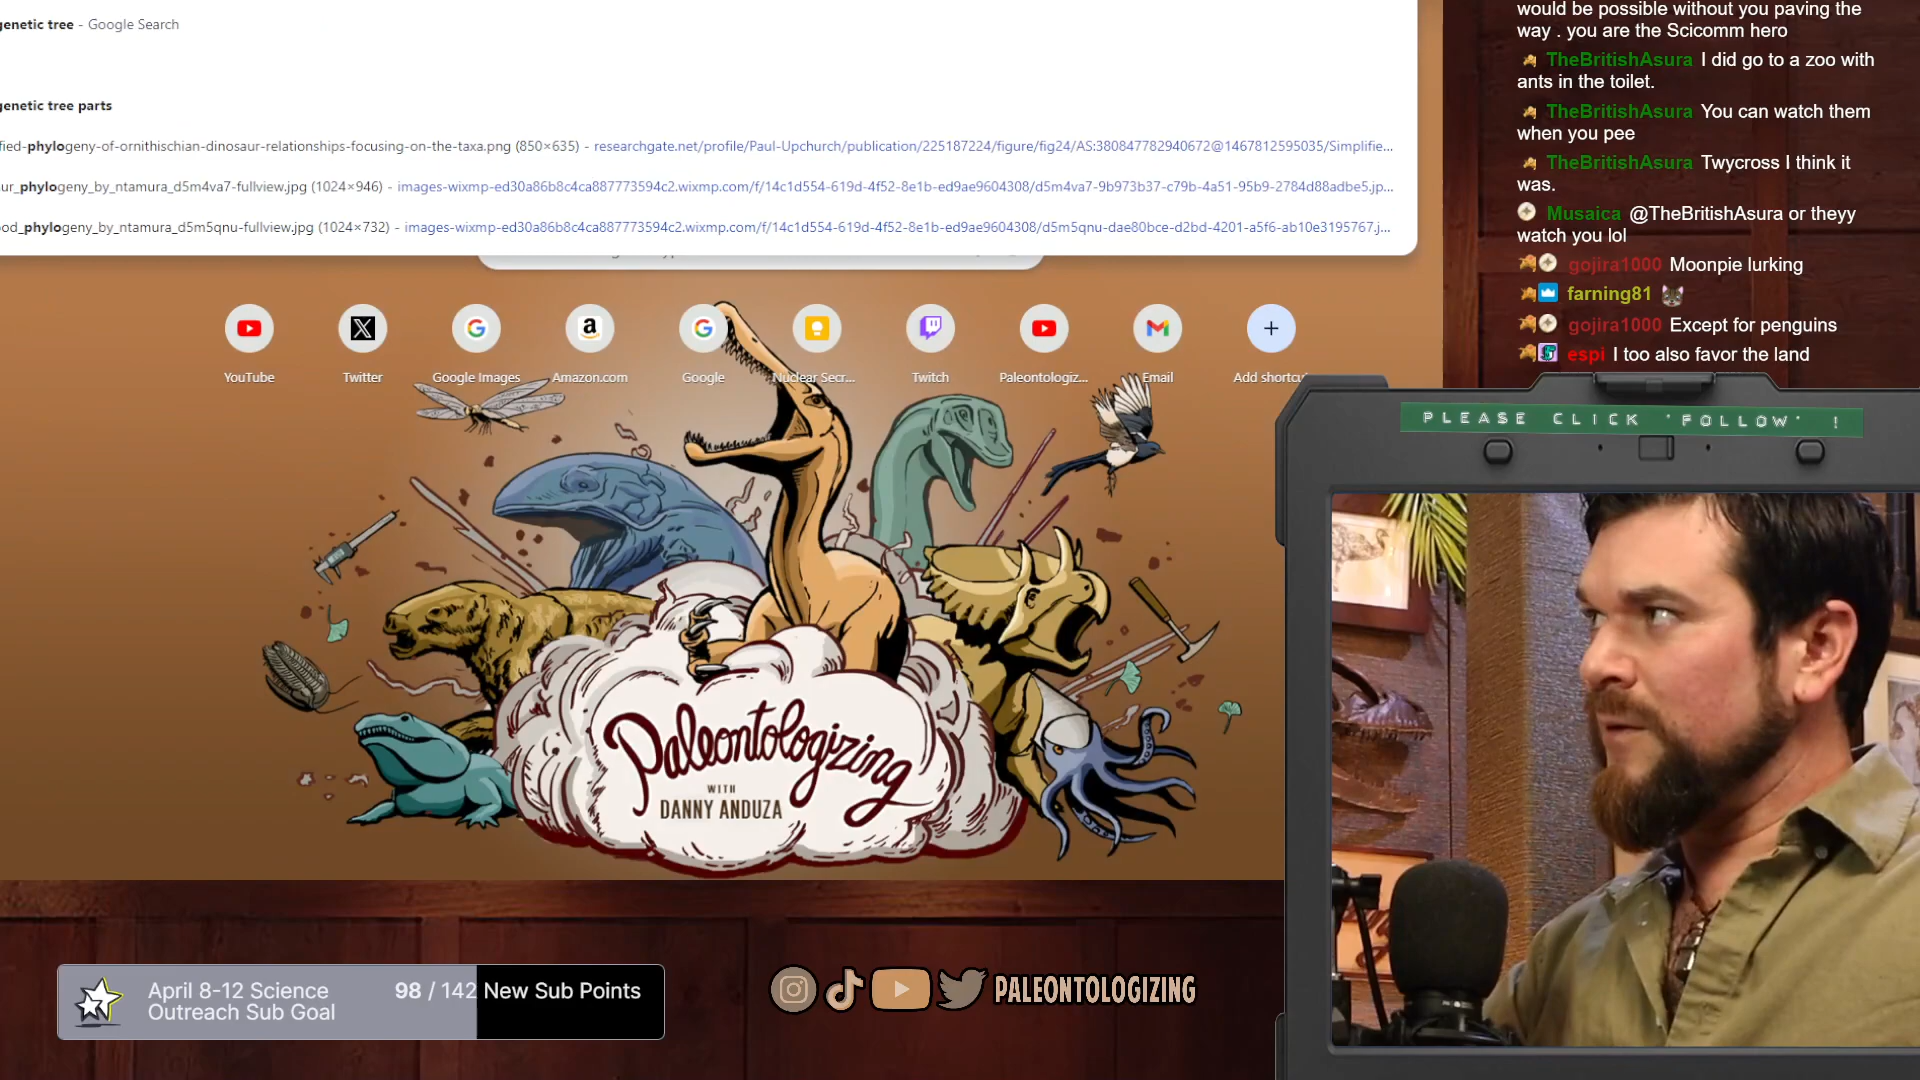 genetic tree - Google Search
genetic tree parts
fied-phylogeny-of-ornithischian-dinosaur-relationships-focusing-on-the-taxa.png (850×635) - researchgate.net/profile/Paul-Upchurch/publication/225187224/figure/fig24/AS:380847782940672@1467812595035/Simplifie...
ur_phylogeny_by_ntamura_d5m4va7-fullview.jpg (1024×946) - images-wixmp-ed30a86b8c4ca887773594c2.wixmp.com/f/14c1d554-619d-4f52-8e1b-ed9ae9604308/d5m4va7-9b973b37-c79b-4a51-95b9-2784d88adbe5.jp...
od_phylogeny_by_ntamura_d5m5qnu-fullview.jpg (1024×732) - images-wixmp-ed30a86b8c4ca887773594c2.wixmp.com/f/14c1d554-619d-4f52-8e1b-ed9ae9604308/d5m5qnu-dae80bce-d2bd-4201-a5f6-ab10e3195767.j...
YouTube
Twitter
Google Images
Amazon.com
Google
Nuclear Secr...
Twitch
Paleontologiz...
Email
Add shortcu
Paleontologizing
WITH
DANNY ANDUZA
would be possible without you paving the
way . you are the Scicomm hero
TheBritishAsura I did go to a zoo with
ants in the toilet.
TheBritishAsura You can watch them
when you pee
TheBritishAsura Twycross I think it
was.
Musaica @TheBritishAsura or theyy
watch you lol
gojira1000 Moonpie lurking
farning81
gojira1000 Except for penguins
espi I too also favor the land
PLEASE CLICK 'FOLLOW' !
April 8-12 Science
Outreach Sub Goal
98 / 142 New Sub Points
PALEONTOLOGIZING